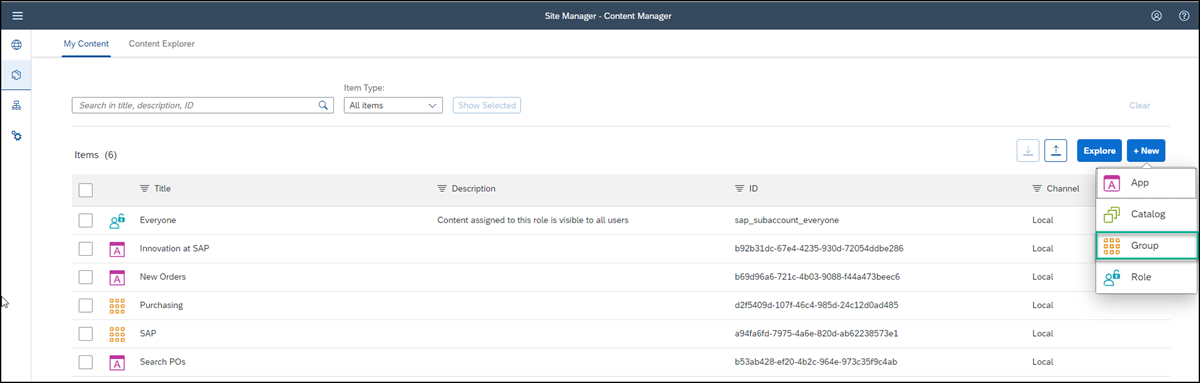 Site Manager - Content Manager
My Content Content Explorer
Item Type:
Search in title, description, ID All items Show Selected Clear
Items (6) Explore + New
Title Description ID Channel
Everyone Content assigned to this role is visible to all users sap_subaccount_everyone Local
Innovation at SAP b92b31dc-67e4-4235-930d-72054ddbe286 Local
New Orders b69d96a6-721c-4b03-9088-f44a473beec6 Local
Purchasing d2f5409d-107f-46c4-985d-24c12d0ad485 Local
SAP a94fa6fd-7975-4a6e-820d-ab62238573e1 Local
Search POs b53ab428-ef20-4b2c-964e-973c35f9c4ab Local
App
Catalog
Group
Role